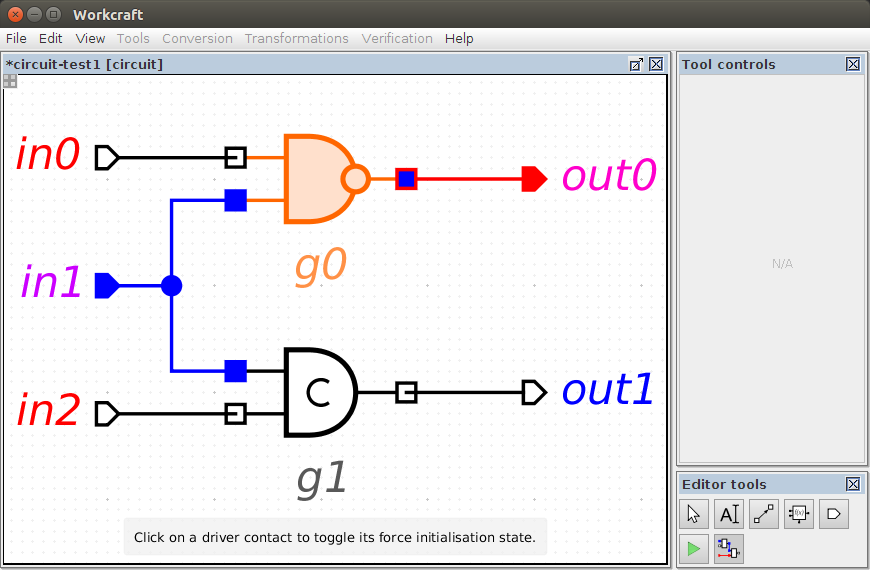 Workcraft
File Edit View Tools Conversion Transformations Verification Help
*circuit-test1 [circuit]
Tool controls
in0
out0
g0
in1
N/A
C
out1
in2
g1
Editor tools
AI
f(x)
Click on a driver contact to toggle its force initialisation state.